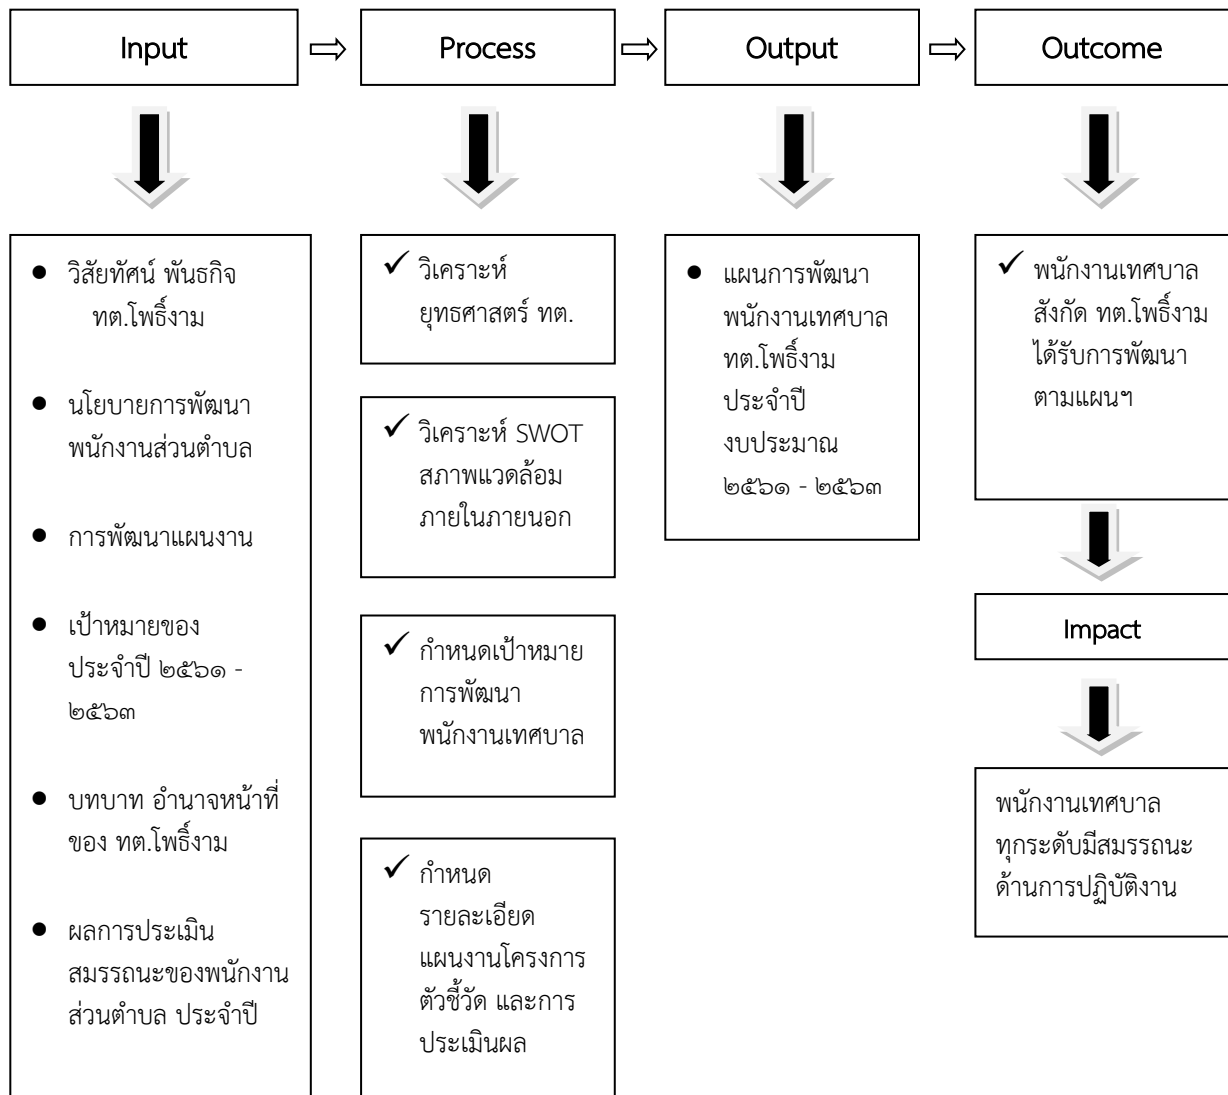 Input
Process
Output
Outcome
วิสัยทัศน์ พันธกิจ
ทต.โพธิ์งาม
นโยบายการพัฒนา
พนักงานส่วนตำบล
การพัฒนาแผนงาน
เป้าหมายของ
ประจำปี ๒๕๖๑ -
๒๕๖๓
บทบาท อำนาจหน้าที่
ของ ทต.โพธิ์งาม
ผลการประเมิน
สมรรถนะของพนักงาน
ส่วนตำบล ประจำปี
วิเคราะห์
ยุทธศาสตร์ ทต.
วิเคราะห์ SWOT
สภาพแวดล้อม
ภายในภายนอก
กำหนดเป้าหมาย
การพัฒนา
พนักงานเทศบาล
กำหนด
รายละเอียด
แผนงานโครงการ
ตัวชี้วัด และการ
ประเมินผล
แผนการพัฒนา
พนักงานเทศบาล
ทต.โพธิ์งาม
ประจำปี
งบประมาณ
๒๕๖๑ - ๒๕๖๓
พนักงานเทศบาล
สังกัด ทต.โพธิ์งาม
ได้รับการพัฒนา
ตามแผนฯ
Impact
พนักงานเทศบาล
ทุกระดับมีสมรรถนะ
ด้านการปฏิบัติงาน